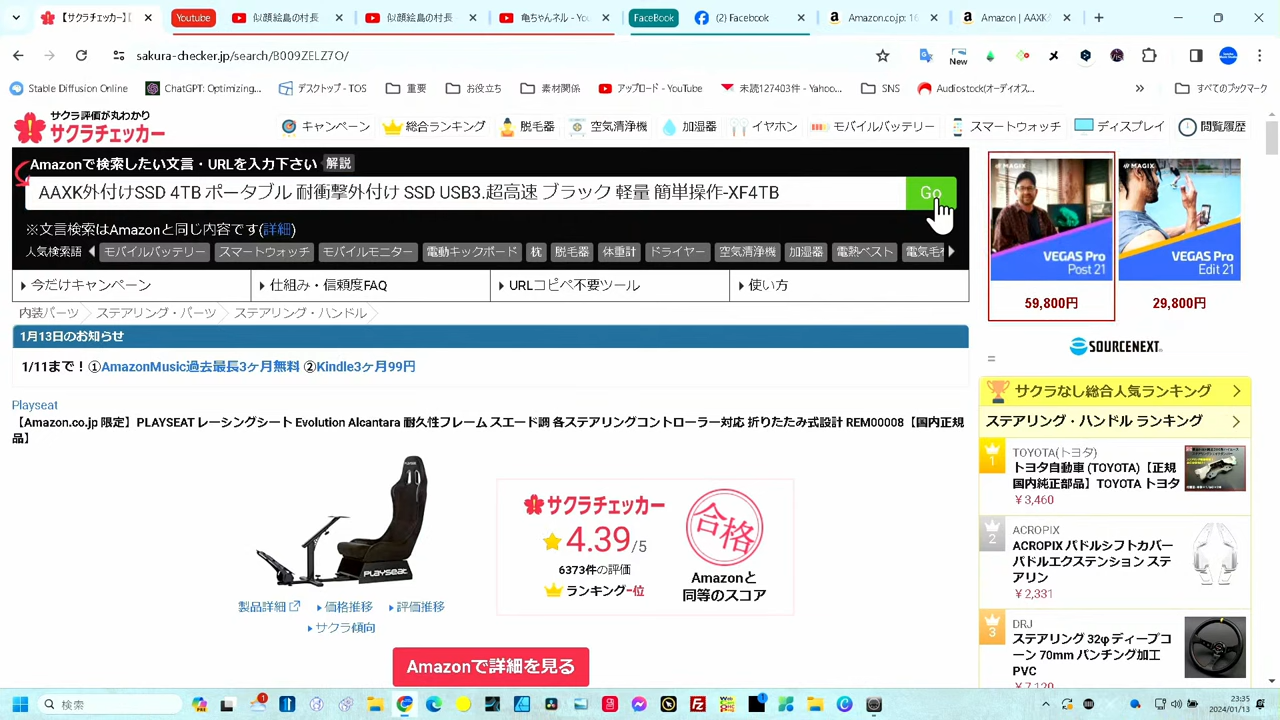 【サクラチェッカー】【
Youtube
似顔絵島の村長
似顔絵島の村長
亀ちゃんネル - Yo
FaceBook
(2) Facebook
Amazon.co.jp: 16
Amazon | AAXK
sakura-checker.jp/search/B009ZELZ7O/
New
Stable Diffusion Online
ChatGPT: Optimizing...
デスクトップ - TOS
重要
お役立ち
素材関係
アップロード - YouTube
未読127403件 - Yahoo...
SNS
Audiostock(オーディオス...
すべてのブックマーク
サクラ評価が丸わかり
サクラチェッカー
キャンペーン
総合ランキング
脱毛器
空気清浄機
加湿器
イヤホン
モバイルバッテリー
スマートウォッチ
ディスプレイ
閲覧履歴
Amazonで検索したい文言・URLを入力下さい
解説
AAXK外付けSSD 4TB ポータブル 耐衝撃外付け SSD USB3.超高速 ブラック 軽量 簡単操作-XF4TB
Go
※文言検索はAmazonと同じ内容です(詳細)
人気検索語
モバイルバッテリー
スマートウォッチ
モバイルモニター
電動キックボード
枕
脱毛器
体重計
ドライヤー
空気清浄機
加湿器
電熱ベスト
電気毛
今だけキャンペーン
仕組み・信頼度FAQ
URLコピペ不要ツール
使い方
内装パーツ
ステアリング・パーツ
ステアリング・ハンドル
1月13日のお知らせ
1/11まで！①AmazonMusic過去最長3ヶ月無料 ②Kindle3ヶ月99円
Playseat
【Amazon.co.jp 限定】PLAYSEAT レーシングシート Evolution Alcantara 耐久性フレーム スエード調 各ステアリングコントローラー対応 折りたたみ式設計 REM00008【国内正規
品】
PLAYSEAT
製品詳細
価格推移
評価推移
サクラ傾向
サクラチェッカー
4.39/5
6373件の評価
ランキング-位
合格
Amazonと
同等のスコア
Amazonで詳細を見る
MAGIX
VEGAS Pro
Post 21
59,800円
MAGIX
VEGAS Pro
Edit 21
29,800円
SOURCENEXT
サクラなし総合人気ランキング
ステアリング・ハンドル ランキング
1
TOYOTA(トヨタ)
トヨタ自動車 (TOYOTA)【正規
国内純正部品】TOYOTA トヨタ
￥3,460
2
ACROPIX
ACROPIX パドルシフトカバー
パドルエクステンション ステ
アリン
￥2,331
3
DRJ
ステアリング 32φ ディープコ
ーン 70mm パンチング加工
PVC
￥7,120
検索
23:35
2024/01/13